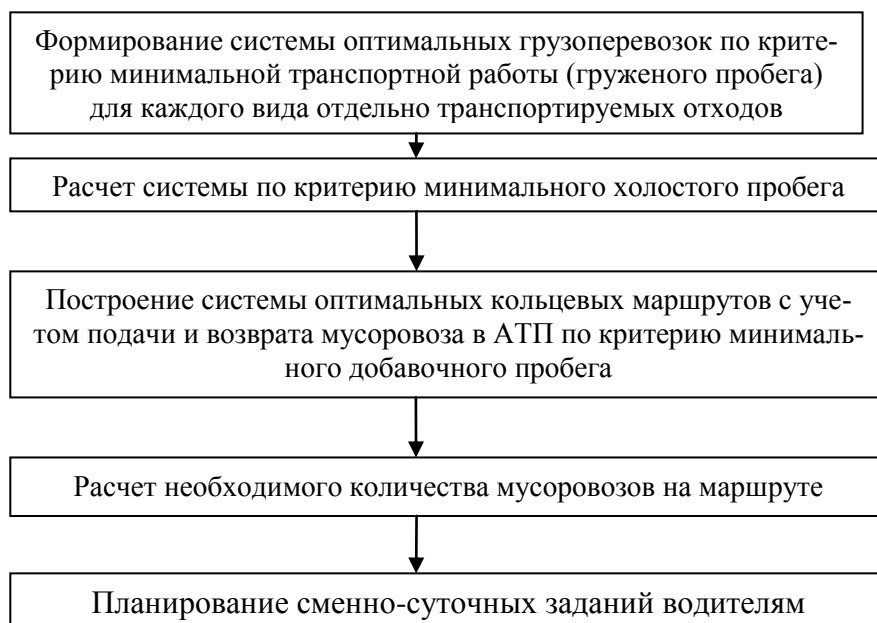 Формирование системы оптимальных грузоперевозок по крите-
рию минимальной транспортной работы (груженого пробега)
для каждого вида отдельно транспортируемых отходов
Расчет системы по критерию минимального холостого пробега
Построение системы оптимальных кольцевых маршрутов с уче-
том подачи и возврата мусоровоза в АТП по критерию минималь-
ного добавочного пробега
Расчет необходимого количества мусоровозов на маршруте
Планирование сменно-суточных заданий водителям